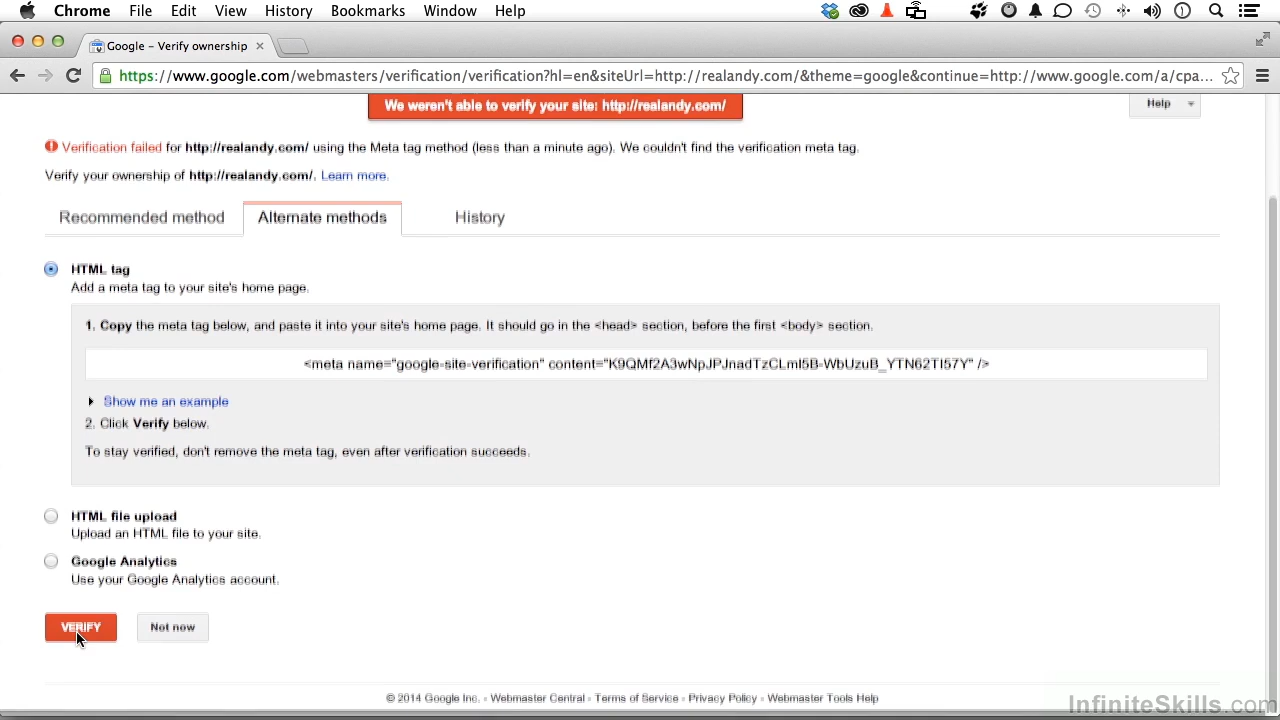 Chrome File Edit View History Bookmarks Window Help
Google - Verify ownership
https://www.google.com/webmasters/verification/verification?hl=en&siteUrl=http://realandy.com/&theme=google&continue=http://www.google.com/a/cpa...
We weren't able to verify your site: http://realandy.com/
Help
Verification failed for http://realandy.com/ using the Meta tag method (less than a minute ago). We couldn't find the verification meta tag.
Verify your ownership of http://realandy.com/. Learn more.
Recommended method Alternate methods History
HTML tag
Add a meta tag to your site's home page.
1. Copy the meta tag below, and paste it into your site's home page. It should go in the <head> section, before the first <body> section.
<meta name="google-site-verification" content="K9QMf2A3wNpJPJnadTzCLmI5B-WbUzuB_YTN62TI57Y" />
Show me an example
2. Click Verify below.
To stay verified, don't remove the meta tag, even after verification succeeds.
HTML file upload
Upload an HTML file to your site.
Google Analytics
Use your Google Analytics account.
VERIFY Not now
© 2014 Google Inc. - Webmaster Central - Terms of Service - Privacy Policy - Webmaster Tools Help
InfiniteSkills.com